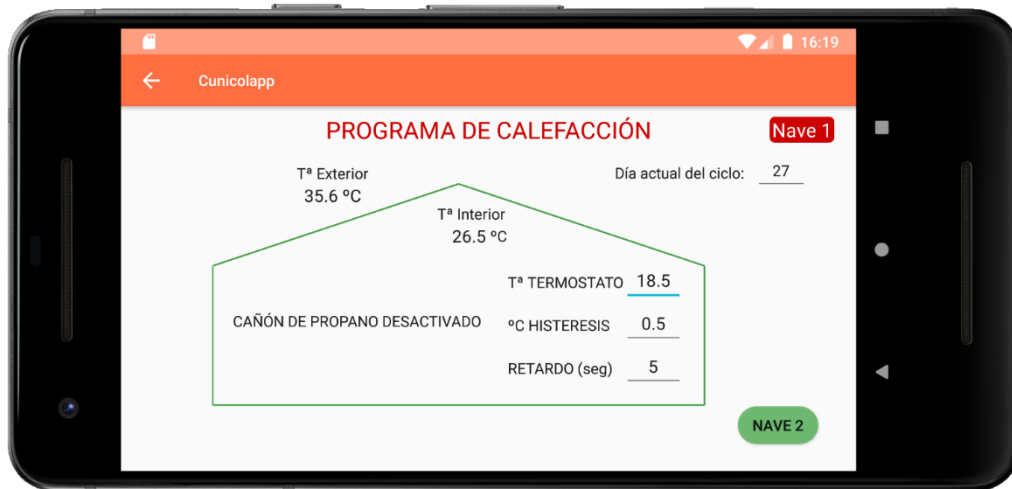 16:19
Cunicolapp
PROGRAMA DE CALEFACCIÓN
Nave 1
Tª Exterior
35.6 ºC
Día actual del ciclo: 27
Tª Interior
26.5 ºC
Tª TERMOSTATO 18.5
CAÑÓN DE PROPANO DESACTIVADO
ºC HISTERESIS 0.5
RETARDO (seg) 5
NAVE 2